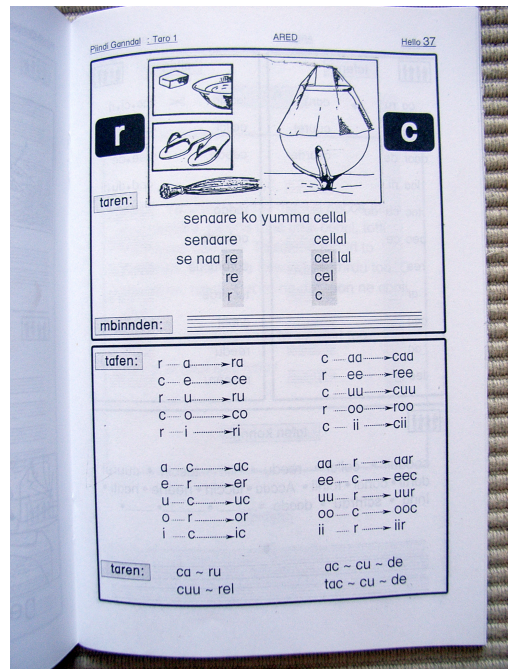 Piindi Ganndal : Taro 1 ARED Hello 37
r c
taren:
senaare ko yumma cellal
senaare cellal
se naa re cel lal
re cel
r c
mbinnden:
tafen:
r a ra c aa caa
c e ce r ee ree
r u ru c uu cuu
c o co r oo roo
r i ri c ii cii
a c ac aa r aar
e r er ee c eec
u c uc uu r uur
o r or oo c ooc
i c ic ii r iir
taren: ca ~ ru ac ~ cu ~ de
cuu ~ rel tac ~ cu ~ de